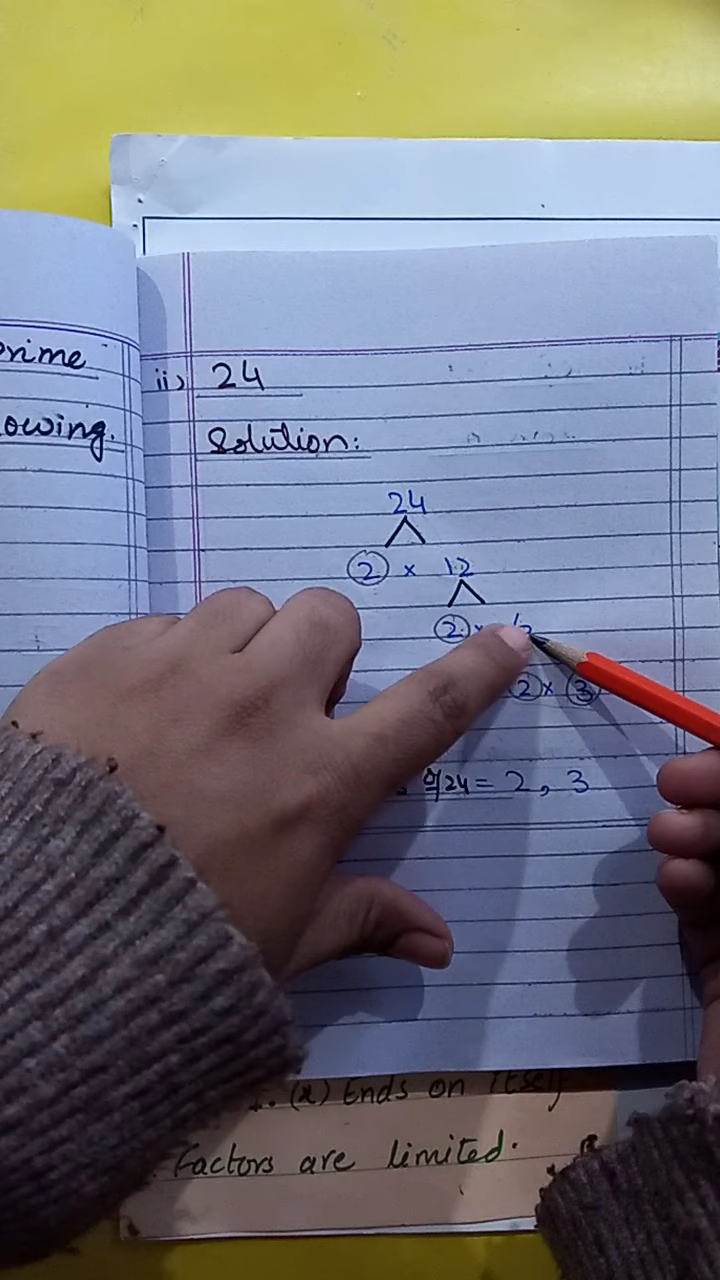 prime
owing.
ii) 24
Solution:
24
2 × 12
2 ×
2 × 3
of 24 = 2, 3
(x) Ends on itself
Factors are limited.